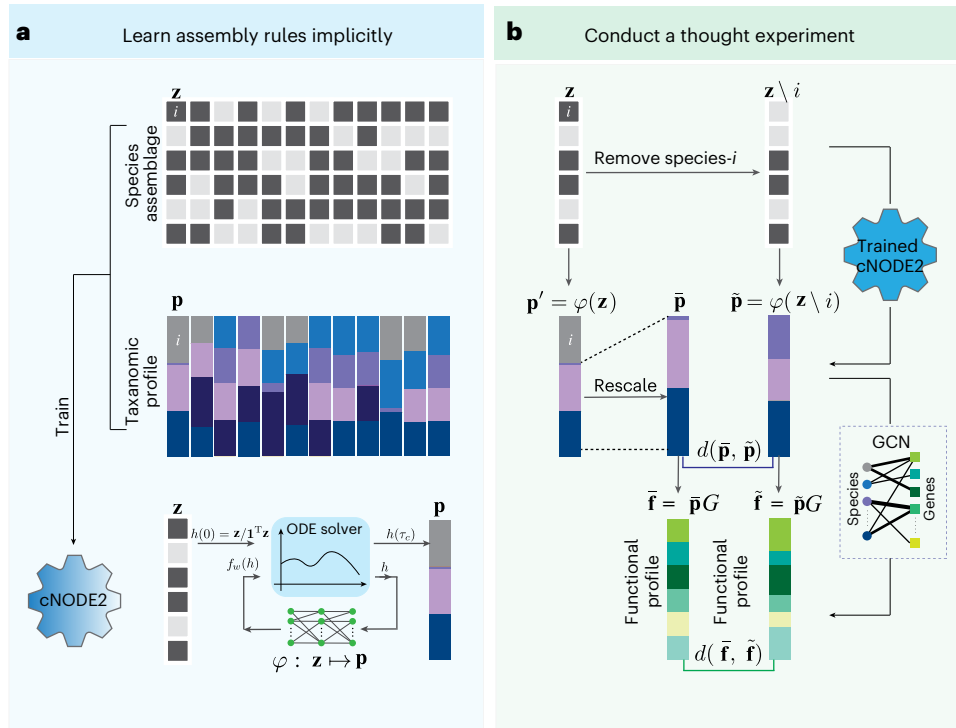 a Learn assembly rules implicitly
z
i
Species
assemblage
p
i
Taxanomic
profile
Train
z
p
h(0) = z/1ᵀz
ODE solver
h(τ_c)
f_w(h)
h
cNODE2
φ : z ↦ p
b Conduct a thought experiment
z
z \ i
i
Remove species-i
Trained
cNODE2
p′ = φ(z)
p̄
p̃ = φ( z \ i)
i
Rescale
d(p̄, p̃)
GCN
Species
Genes
f̄ = p̄G
f̃ = p̃G
Functional
profile
Functional
profile
d( f̄, f̃)